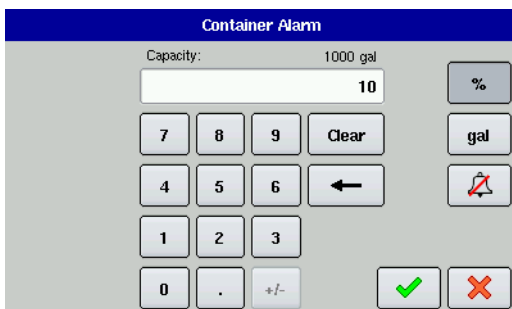 Container Alarm
Capacity: 1000 gal
10 %
7 8 9 Clear gal
4 5 6
1 2 3
0 . +/-